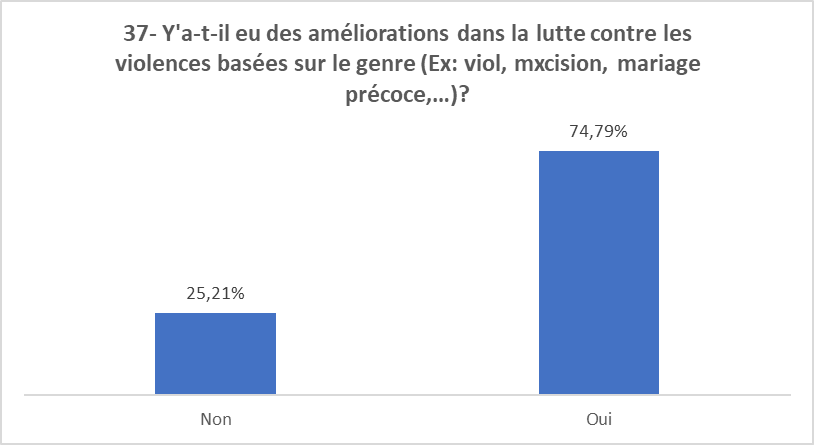 37- Y'a-t-il eu des améliorations dans la lutte contre les
violences basées sur le genre (Ex: viol, mxcision, mariage
précoce,...)?
74,79%
25,21%
Non
Oui